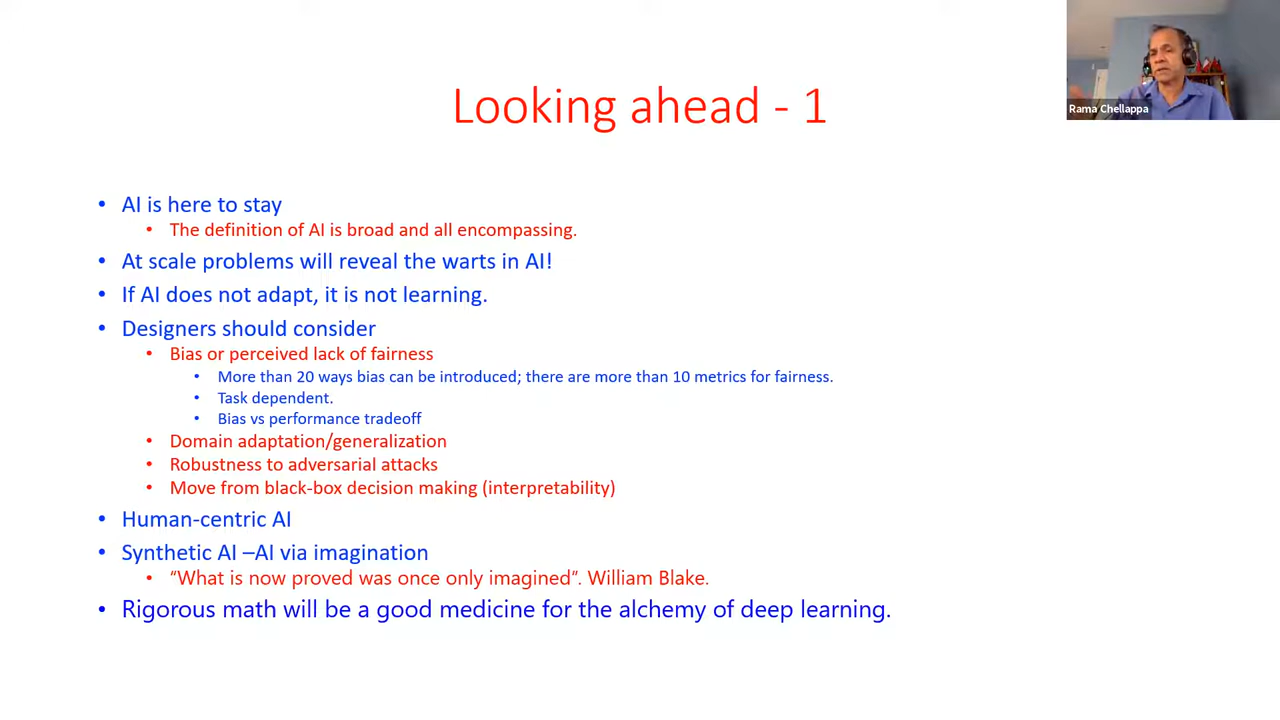 Looking ahead - 1
Rama Chellappa
• AI is here to stay
• The definition of AI is broad and all encompassing.
• At scale problems will reveal the warts in AI!
• If AI does not adapt, it is not learning.
• Designers should consider
• Bias or perceived lack of fairness
• More than 20 ways bias can be introduced; there are more than 10 metrics for fairness.
• Task dependent.
• Bias vs performance tradeoff
• Domain adaptation/generalization
• Robustness to adversarial attacks
• Move from black-box decision making (interpretability)
• Human-centric AI
• Synthetic AI –AI via imagination
• “What is now proved was once only imagined”. William Blake.
• Rigorous math will be a good medicine for the alchemy of deep learning.